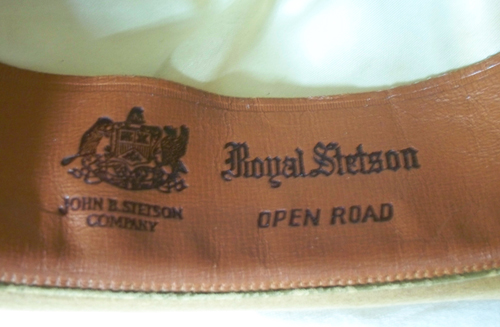 JOHN B. STETSON
COMPANY
Royal Stetson
OPEN ROAD